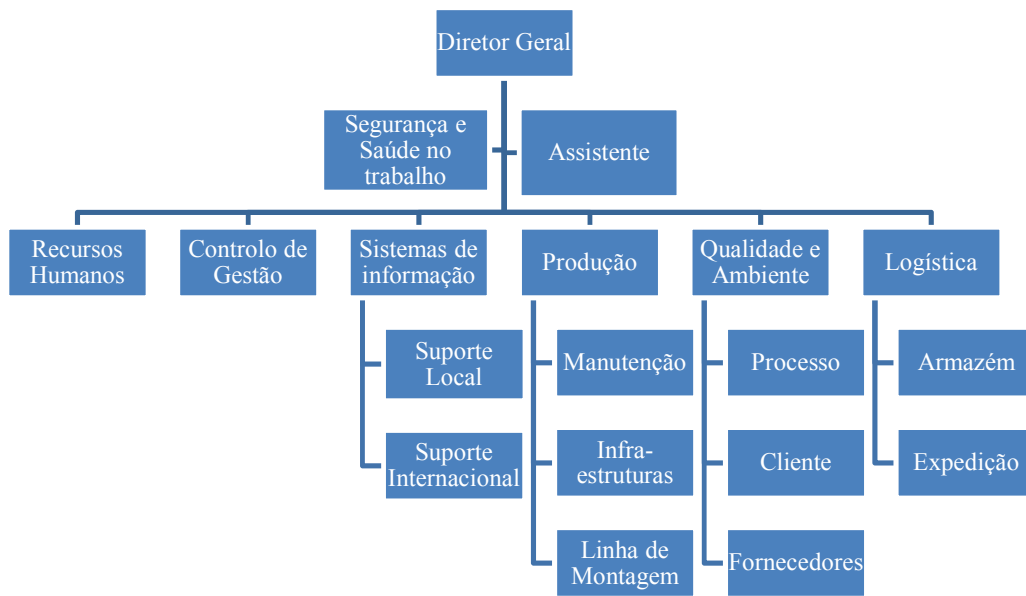 Diretor Geral
Segurança e
Saúde no
trabalho
Assistente
Recursos
Humanos
Controlo de
Gestão
Sistemas de
informação
Produção
Qualidade e
Ambiente
Logística
Suporte
Local
Manutenção
Processo
Armazém
Suporte
Internacional
Infra-
estruturas
Cliente
Expedição
Linha de
Montagem
Fornecedores